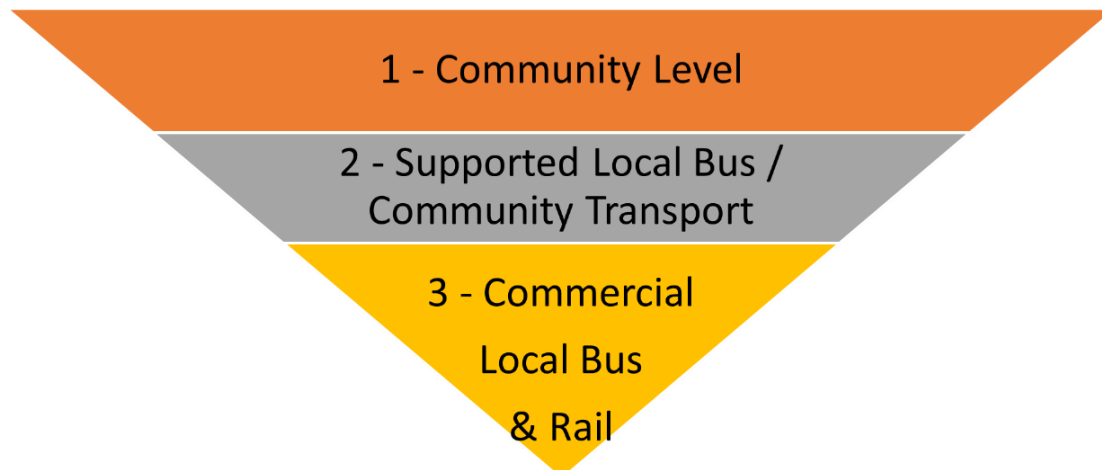 1 - Community Level
2 - Supported Local Bus /
Community Transport
3 - Commercial
Local Bus
& Rail